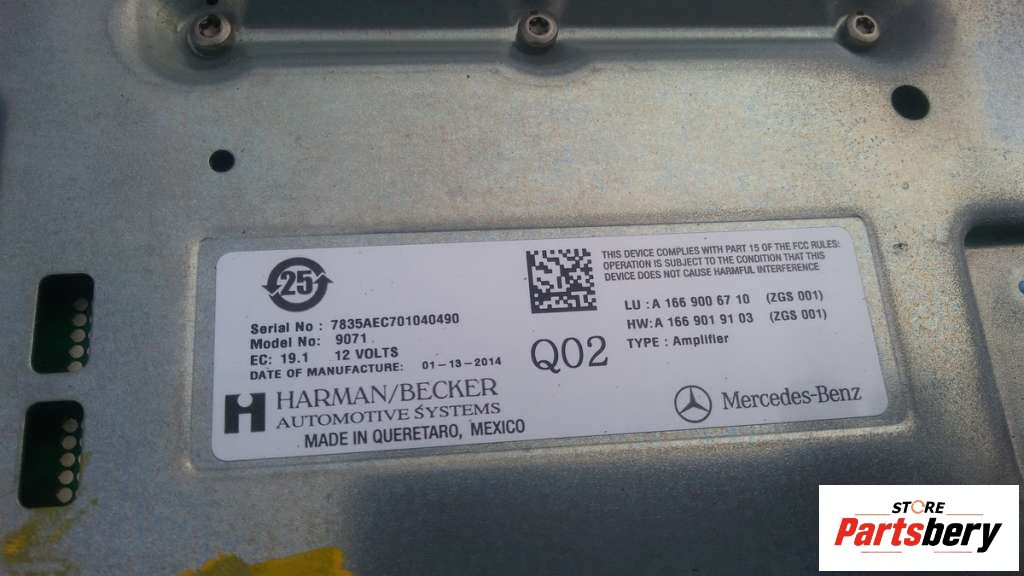 25
Serial No : 7835AEC701040490
Model No: 9071
EC: 19.1 12 VOLTS
DATE OF MANUFACTURE: 01-13-2014
HARMAN/BECKER
AUTOMOTIVE SYSTEMS
MADE IN QUERETARO, MEXICO
Q02
THIS DEVICE COMPLIES WITH PART 15 OF THE FCC RULES:
OPERATION IS SUBJECT TO THE CONDITION THAT THIS
DEVICE DOES NOT CAUSE HARMFUL INTERFERENCE
LU : A 166 900 67 10 (ZGS 001)
HW: A 166 901 91 03 (ZGS 001)
TYPE : Amplifier
Mercedes-Benz
STORE
Partsbery